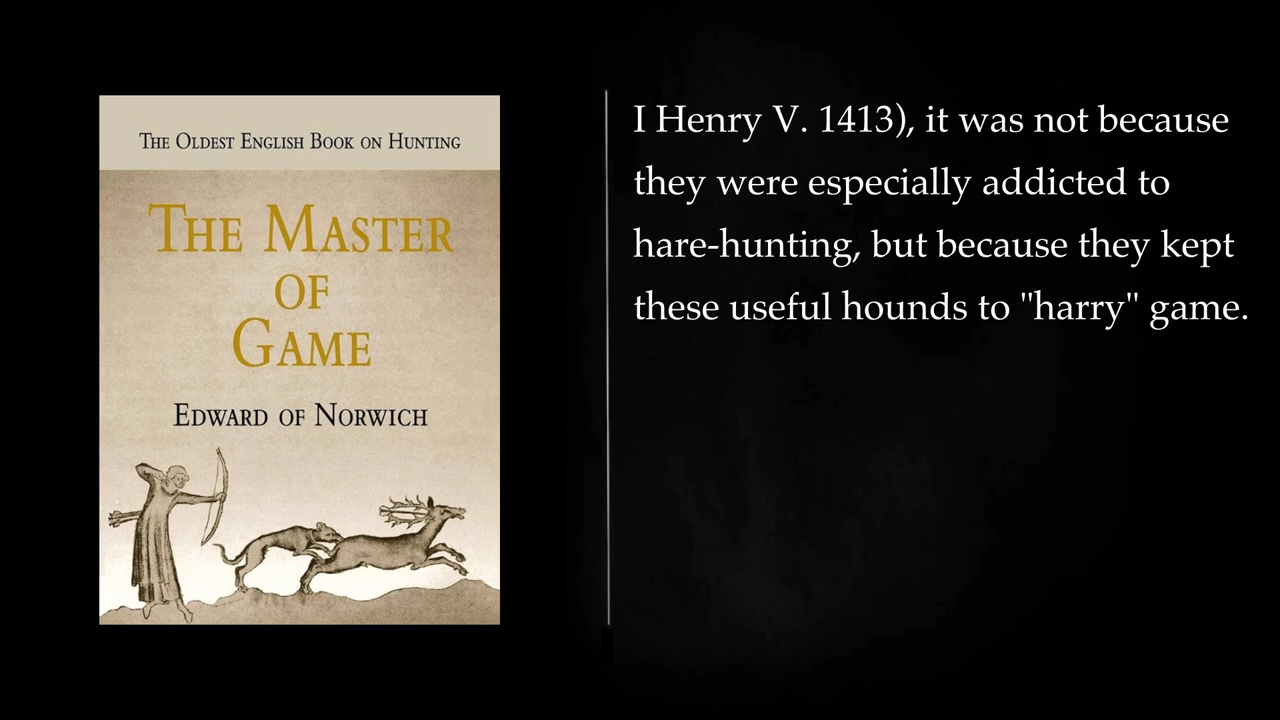 The Oldest English Book on Hunting
The Master
of
Game
Edward of Norwich
I Henry V. 1413), it was not because
they were especially addicted to
hare-hunting, but because they kept
these useful hounds to "harry" game.